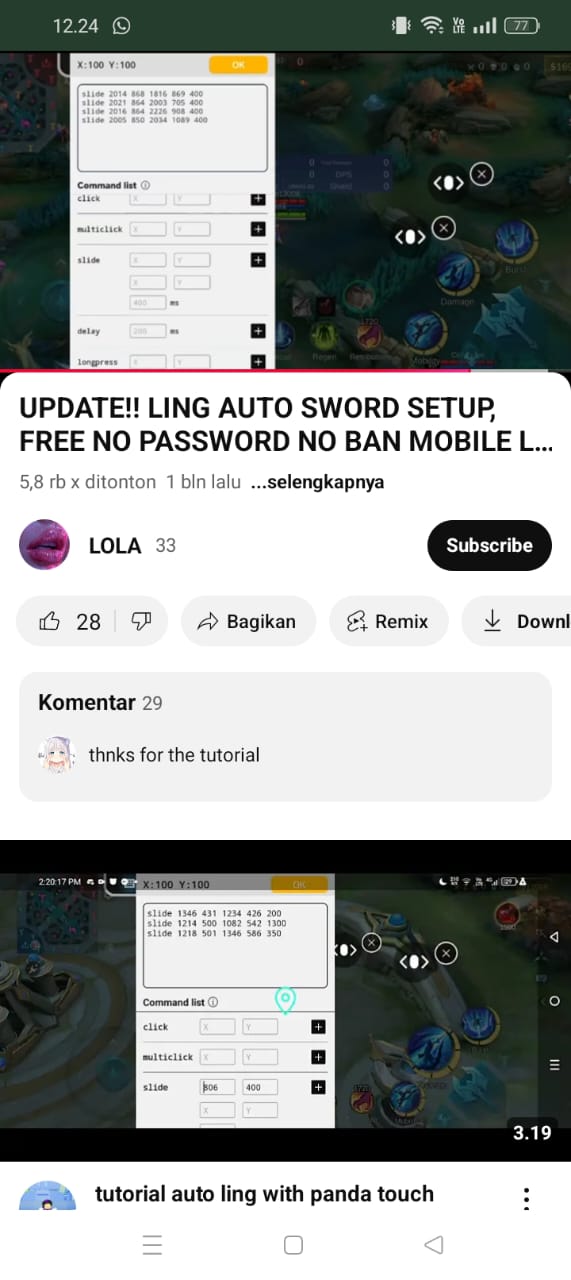 12.24
Vo LTE
77
X:100 Y:100
OK
slide 2014 868 1816 869 400
slide 2021 864 2003 705 400
slide 2016 864 2226 908 400
slide 2005 850 2034 1089 400
Command list
click X Y +
multiclick X Y +
slide X Y +
X Y
400 ms
delay 200 ms +
longpress X Y +
Burst
Damage
1720
Regen
Mobility
UPDATE!! LING AUTO SWORD SETUP,
FREE NO PASSWORD NO BAN MOBILE L...
5,8 rb x ditonton 1 bln lalu ...selengkapnya
LOLA 33
Subscribe
28
Bagikan
Remix
Downl
Komentar 29
thnks for the tutorial
2:20:17 PM
X:100 Y:100
OK
slide 1346 431 1234 426 200
slide 1214 500 1082 542 1300
slide 1218 501 1346 586 350
Command list
click X Y +
multiclick X Y +
slide 806 400 +
X Y
3.19
tutorial auto ling with panda touch